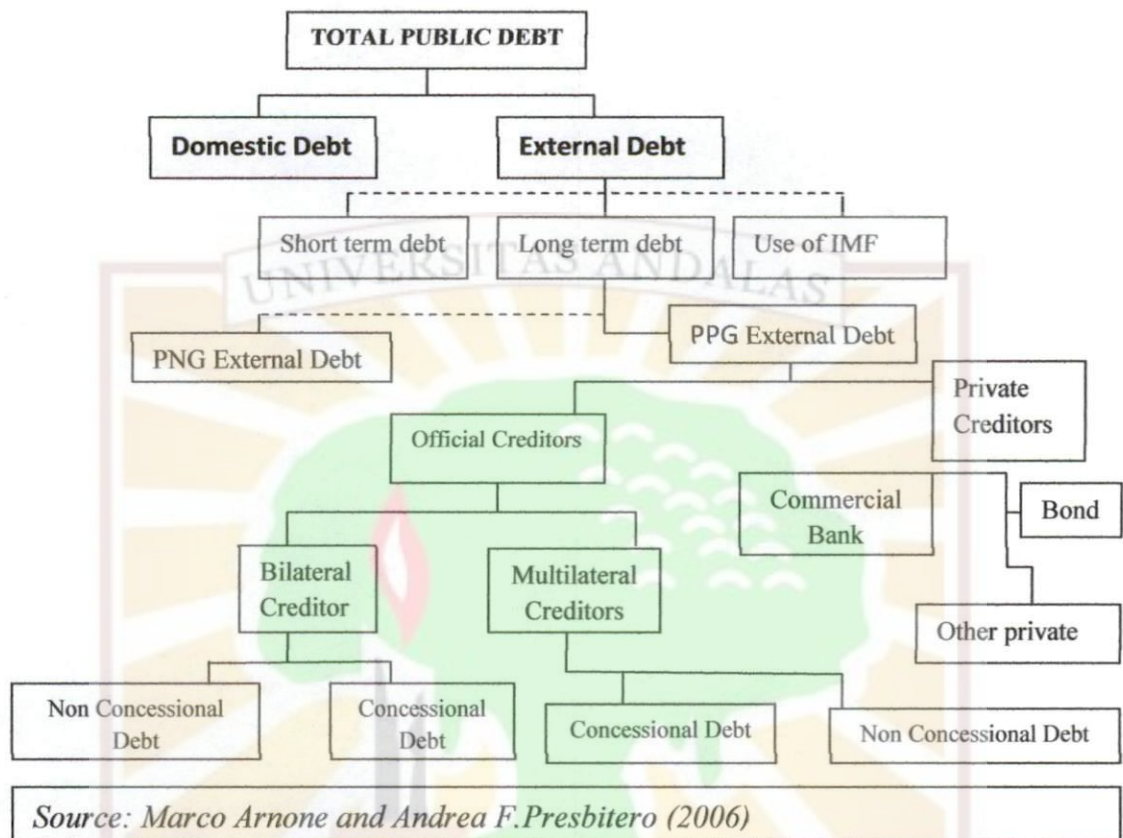 TOTAL PUBLIC DEBT
Domestic Debt
External Debt
Short term debt
Long term debt
Use of IMF
UNIVERSITAS ANDALAS
PNG External Debt
PPG External Debt
Private
Creditors
Official Creditors
Commercial
Bank
Bond
Bilateral
Creditor
Multilateral
Creditors
Other private
Non Concessional
Debt
Concessional
Debt
Concessional Debt
Non Concessional Debt
Source: Marco Arnone and Andrea F.Presbitero (2006)